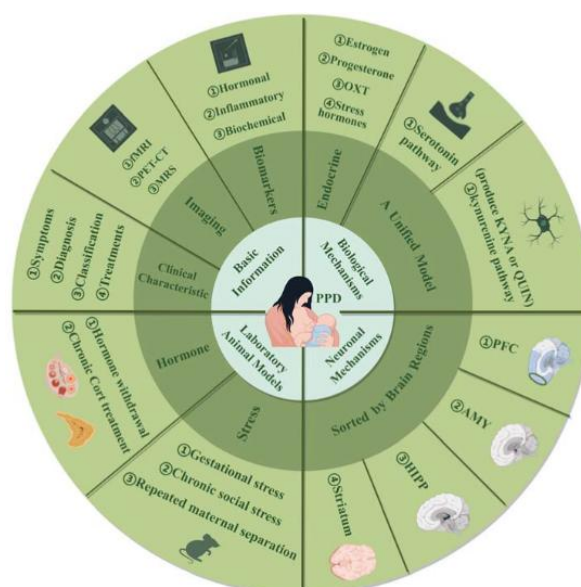 ①Hormonal
②Inflammatory
③Biochemical
①Estrogen
②Progesterone
③OXT
④Stress
hormones
①Serotonin
pathway
(produce KYNA or QUIN)
①kynurenine pathway
①fMRI
②PET-CT
③MRS
①Symptoms
②Diagnosis
③Classification
④Treatments
Biomarkers
Endocrine
Imaging
A Unified Model
Clinical
Characteristic
Basic
Information
Biological
Mechanisms
PPD
Laboratory
Animal Models
Neuronal
Mechanisms
Hormone
Stress
Sorted by Brain Regions
①Hormone withdrawal
②Chronic Cort treatment
①Gestational stress
②Chronic social stress
③Repeated maternal separation
①PFC
②AMY
③HIPP
④Striatum